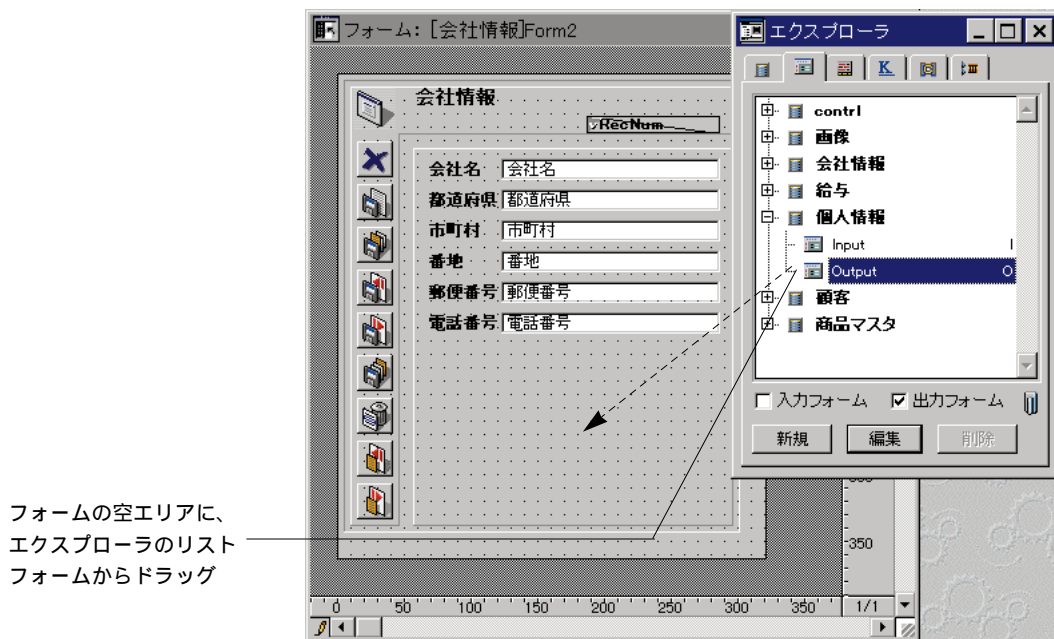 フォーム: [会社情報]Form2
エクスプローラ
会社情報
vRecNum
会社名 会社名
都道府県 都道府県
市町村 市町村
番地 番地
郵便番号 郵便番号
電話番号 電話番号
K
contrl
画像
会社情報
給与
個人情報
Input I
Output O
顧客
商品マスタ
入力フォーム 出力フォーム
新規 編集 削除
フォームの空エリアに、
エクスプローラのリスト
フォームからドラッグ
350
0 50 100 150 200 250 300 350 1/1